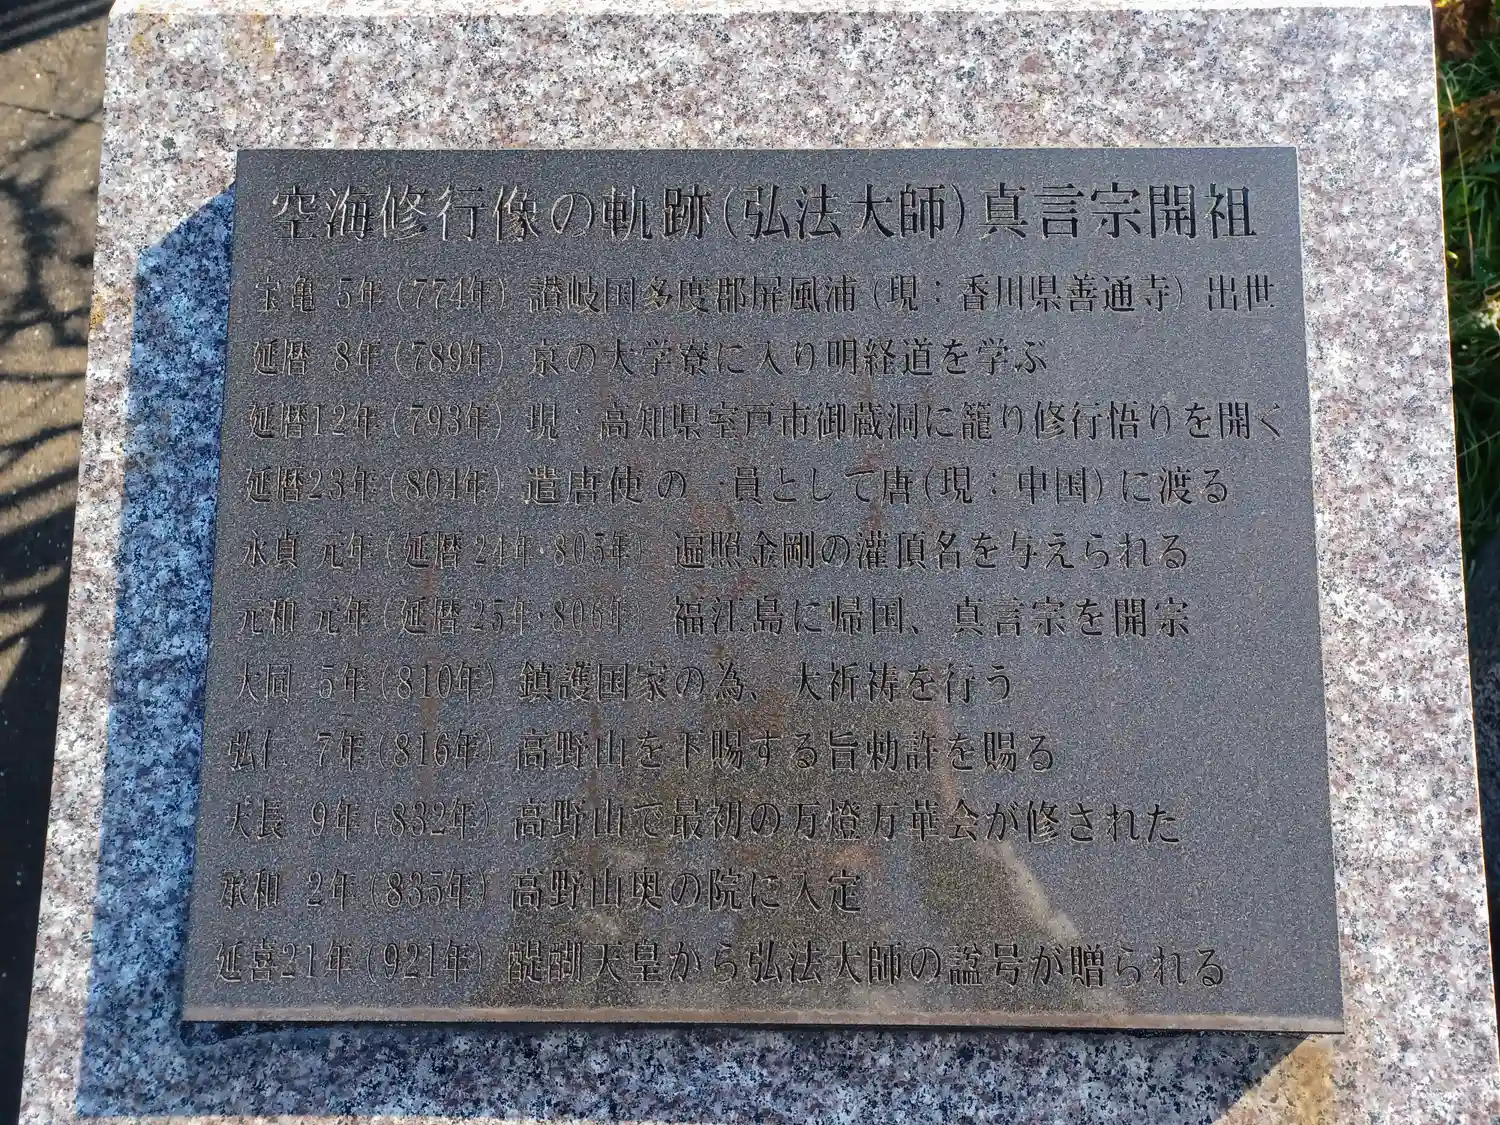 空海修行像の軌跡(弘法大師)真言宗開祖
宝亀 5年(774年) 讃岐国多度郡屏風浦(現:香川県善通寺) 出世
延暦 8年(789年) 京の大学寮に入り明経道を学ぶ
延暦12年(793年) 現:高知県室戸市御蔵洞に籠り修行悟りを開く
延暦23年(804年) 遣唐使の一員として唐(現:中国)に渡る
永貞 元年(延暦24年・805年) 遍照金剛の灌頂名を与えられる
元和 元年(延暦25年・806年 福江島に帰国、真言宗を開宗
大同 5年(810年) 鎮護国家の為、大祈祷を行う
弘仁 7年(816年) 高野山を下賜する旨勅許を賜る
天長 9年(832年) 高野山で最初の万燈万華会が修された
承和 2年(835年) 高野山奥の院に入定
延喜21年(921年) 醍醐天皇から弘法大師の諡号が贈られる